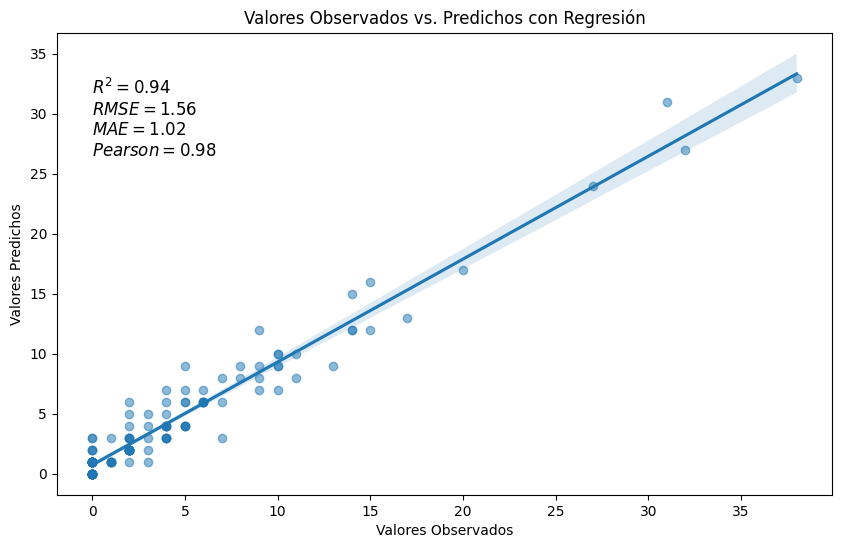 Valores Observados vs. Predichos con Regresión
R² = 0.94
RMSE = 1.56
MAE = 1.02
Pearson = 0.98
35
30
25
20
15
10
5
0
Valores Predichos
0 5 10 15 20 25 30 35
Valores Observados